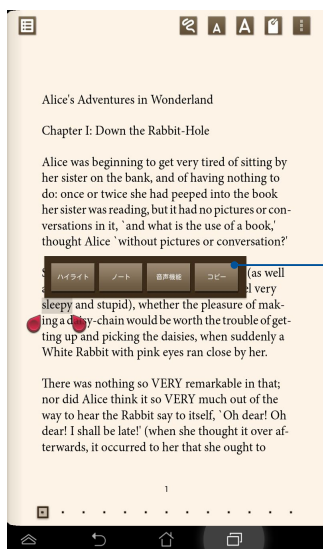 A A
Alice's Adventures in Wonderland
Chapter I: Down the Rabbit-Hole
Alice was beginning to get very tired of sitting by
her sister on the bank, and of having nothing to
do: once or twice she had peeped into the book
her sister was reading, but it had no pictures or con-
versations in it, `and what is the use of a book,'
thought Alice `without pictures or conversation?'
(as well
ハイライト ノート 音声機能 コピー
very
sleepy and stupid), whether the pleasure of mak-
ing a daisy-chain would be worth the trouble of get-
ting up and picking the daisies, when suddenly a
White Rabbit with pink eyes ran close by her.
There was nothing so VERY remarkable in that;
nor did Alice think it so VERY much out of the
way to hear the Rabbit say to itself, `Oh dear! Oh
dear! I shall be late!' (when she thought it over af-
terwards, it occurred to her that she ought to
1